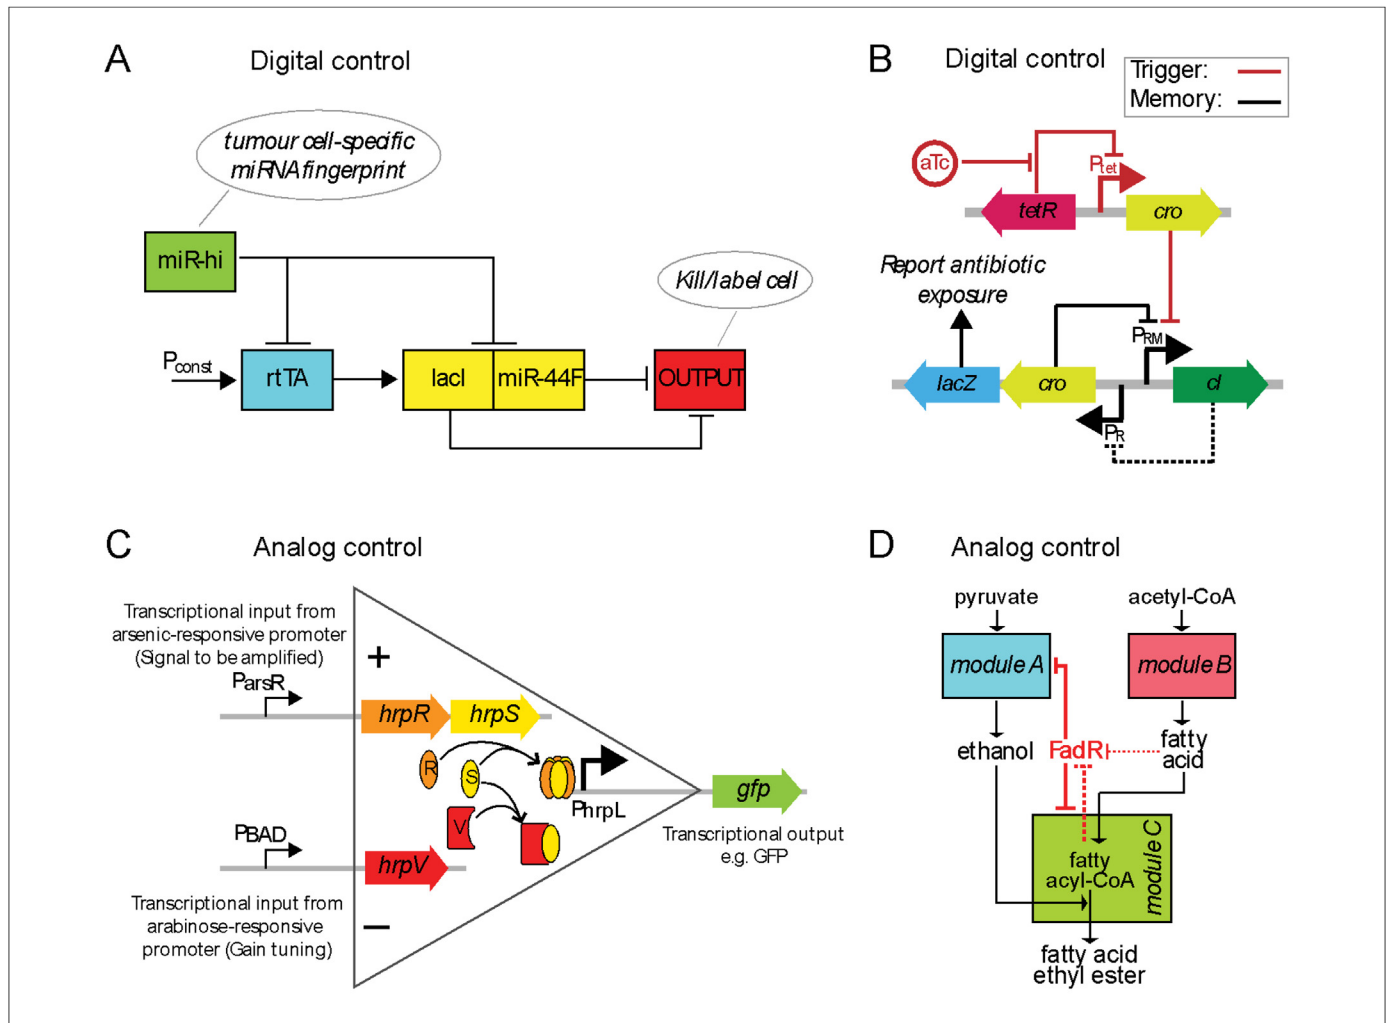 A
Digital control
tumour cell-specific
miRNA fingerprint
miR-hi
Kill/label cell
Pconst
rtTA
lacI
miR-44F
OUTPUT
B
Digital control
Trigger:
Memory:
aTc
Ptet
tetR
cro
Report antibiotic
exposure
PRM
lacZ
cro
cI
PR
C
Analog control
Transcriptional input from
arsenic-responsive promoter
(Signal to be amplified)
+
ParsR
hrpR
hrpS
R
S
V
PhrpL
gfp
Transcriptional output
e.g. GFP
PBAD
hrpV
Transcriptional input from
arabinose-responsive
promoter (Gain tuning)
−
D
Analog control
pyruvate
acetyl-CoA
module A
module B
ethanol
FadR
fatty
acid
fatty
acyl-CoA
module C
fatty acid
ethyl ester